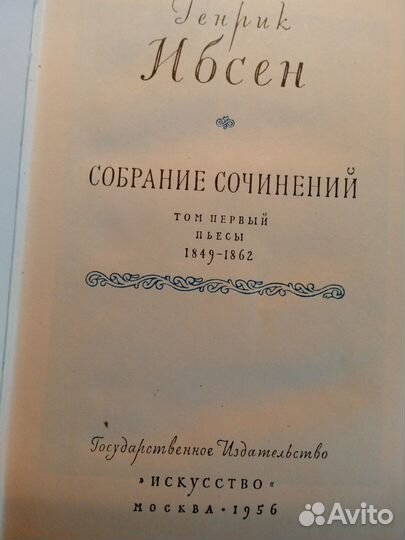 Генрик
Ибсен
СОБРАНИЕ СОЧИНЕНИЙ
ТОМ ПЕРВЫЙ
ПЬЕСЫ
1849-1862
Государственное Издательство
"ИСКУССТВО"
МОСКВА · 1956
Avito